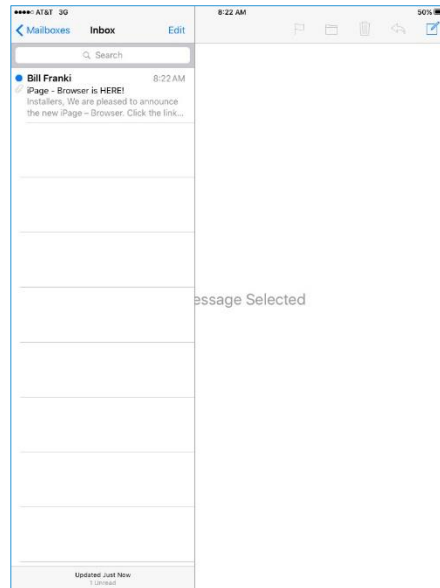 AT&T 3G
8:22 AM
50%
Mailboxes Inbox Edit
Search
Bill Franki 8:22 AM
iPage - Browser is HERE!
Installers, We are pleased to announce
the new iPage – Browser. Click the link...
essage Selected
Updated Just Now
1 Unread